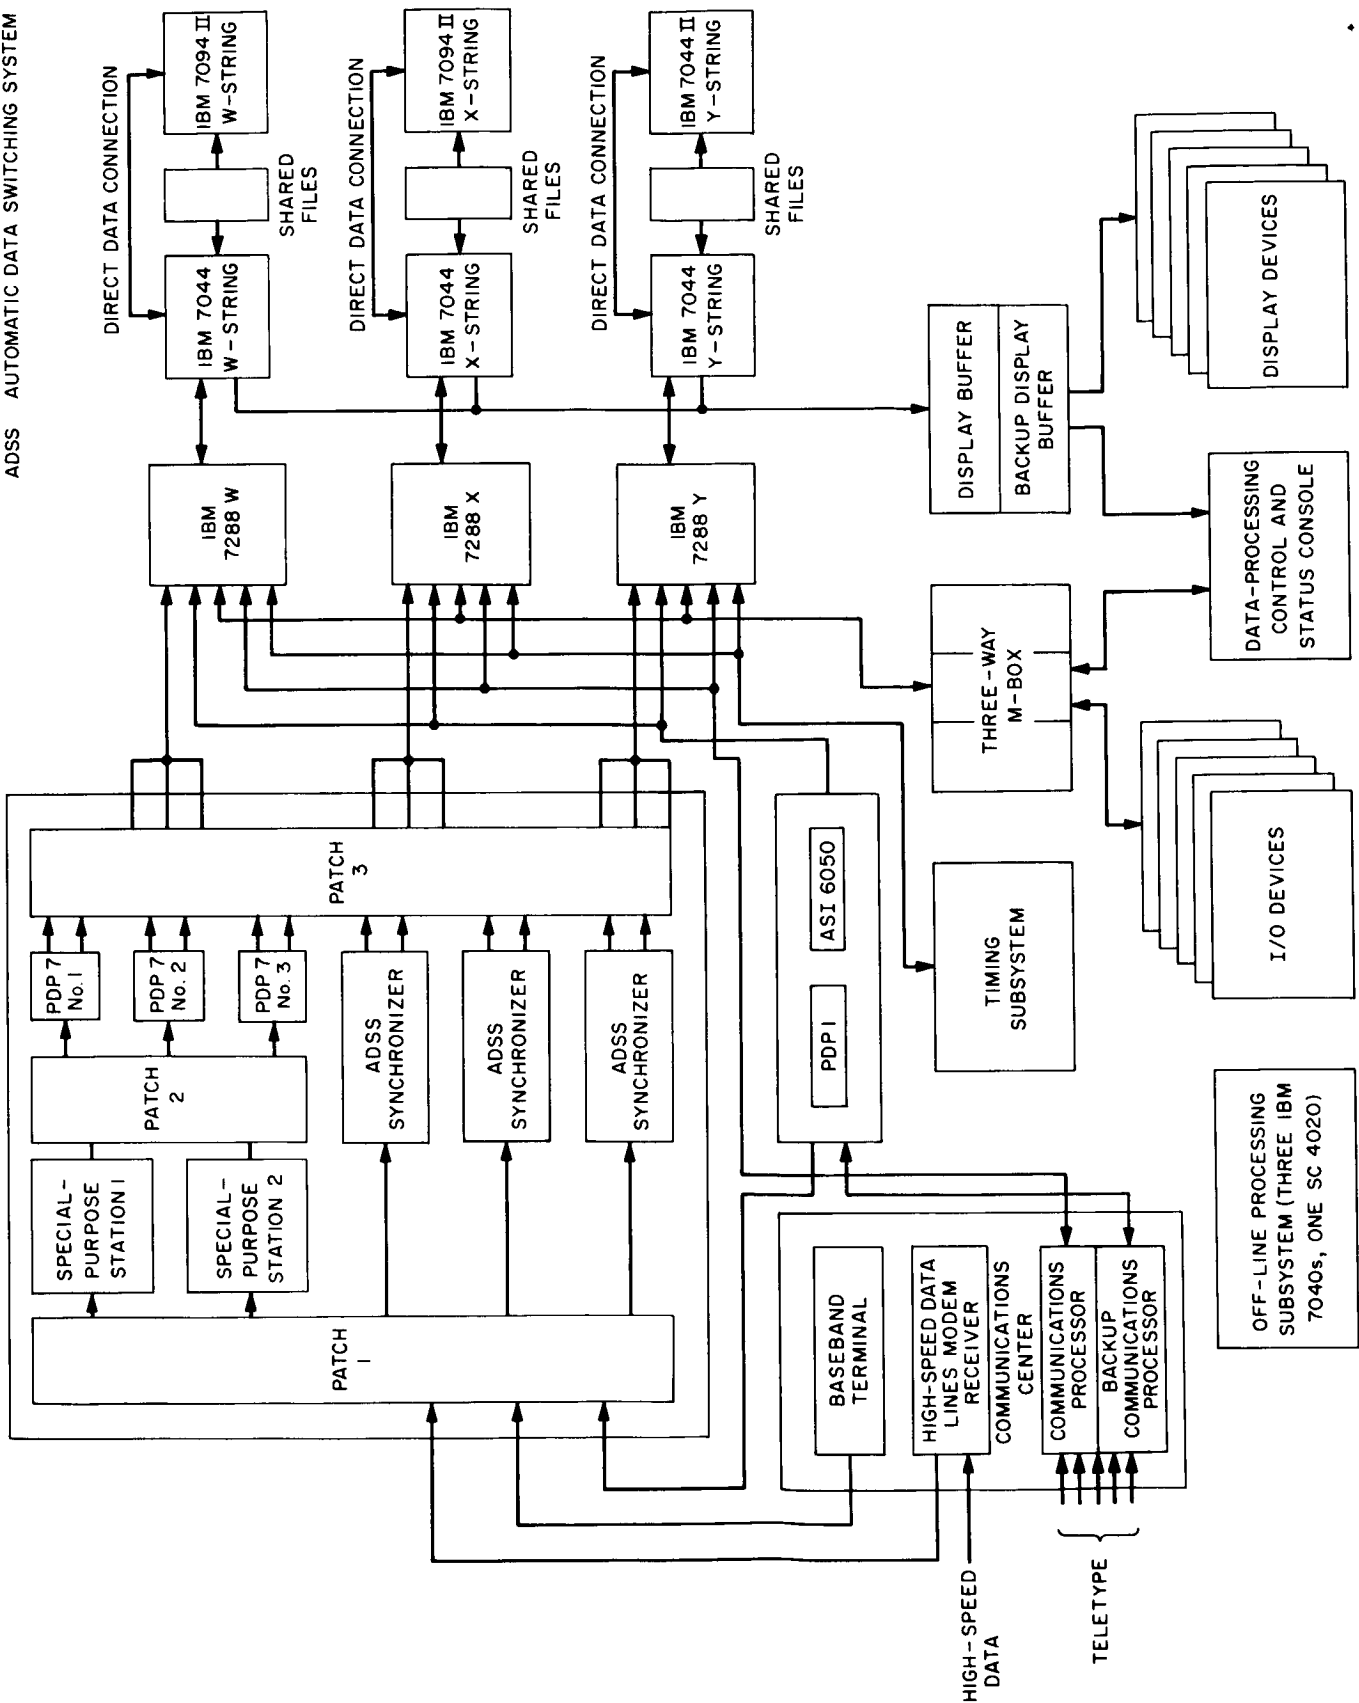 ADSS AUTOMATIC DATA SWITCHING SYSTEM
DIRECT DATA CONNECTION
IBM 7094 II
W-STRING
SHARED
FILES
IBM 7044
W-STRING
IBM
7288 W
DIRECT DATA CONNECTION
IBM 7094 II
X-STRING
SHARED
FILES
IBM 7044
X-STRING
IBM
7288 X
DIRECT DATA CONNECTION
IBM 7044 II
Y-STRING
SHARED
FILES
IBM 7044
Y-STRING
IBM
7288 Y
DISPLAY BUFFER
BACKUP DISPLAY
BUFFER
DISPLAY DEVICES
DATA-PROCESSING
CONTROL AND
STATUS CONSOLE
THREE-WAY
M-BOX
I/O DEVICES
TIMING
SUBSYSTEM
PATCH
3
PDP 7
No. 1
PDP 7
No. 2
PDP 7
No. 3
ADSS
SYNCHRONIZER
ADSS
SYNCHRONIZER
ADSS
SYNCHRONIZER
PATCH
2
SPECIAL-
PURPOSE
STATION 1
SPECIAL-
PURPOSE
STATION 2
PATCH
1
ASI 6050
PDP1
BASEBAND
TERMINAL
HIGH-SPEED DATA
LINES MODEM
RECEIVER
COMMUNICATIONS
CENTER
COMMUNICATIONS
PROCESSOR
BACKUP
COMMUNICATIONS
PROCESSOR
HIGH-SPEED
DATA
TELETYPE
OFF-LINE PROCESSING
SUBSYSTEM (THREE IBM
7040s, ONE SC 4020)